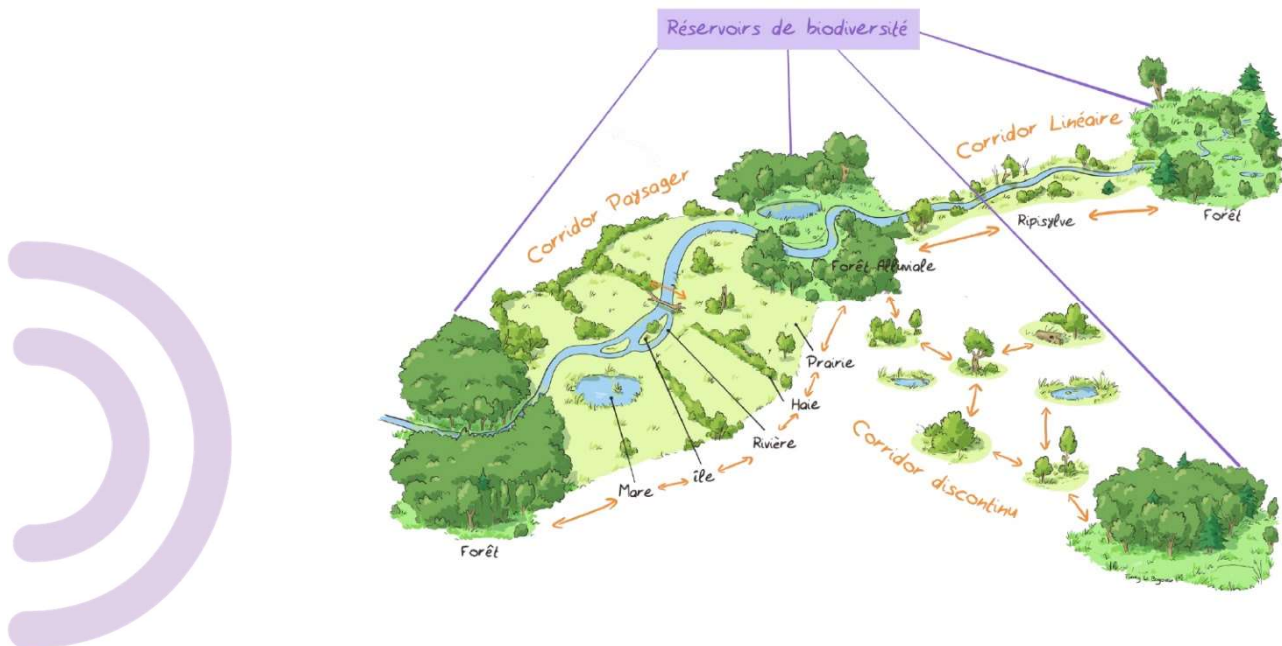 Réservoirs de biodiversité
Corridor Linéaire
Corridor Paysager
Ripisylve
Forêt
Forêt Alluviale
Prairie
Haie
Rivière
île
Mare
Forêt
Corridor discontinu